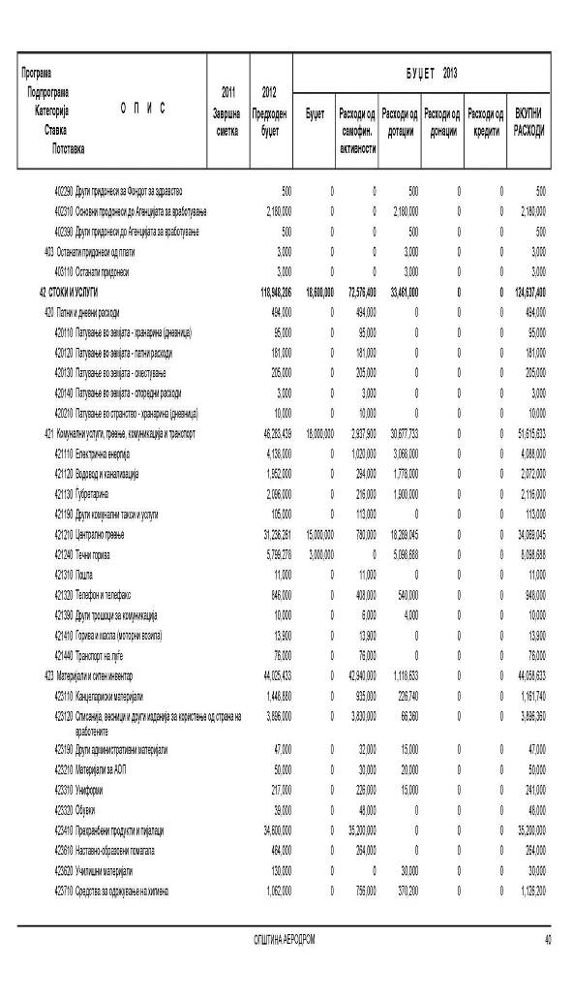 Програма
Подпрограма
Категорија
Ставка
Потставка
О П И С
2011
Завршна
сметка
2012
Предходен
буџет
БУЏЕТ 2013
Буџет
Расходи од
самофин.
активности
Расходи од
дотации
Расходи од
донации
Расходи од
кредити
ВКУПНИ
РАСХОДИ
402290 Други придонеси за Фондот за здравство 500 0 0 500 0 0 500
402310 Основни продонеси до Агенцијата за вработување 2,180,000 0 0 2,180,000 0 0 2,180,000
402390 Други придонеси до Агенцијата за вработување 500 0 0 500 0 0 500
403 Останати придонеси од плати 3,000 0 0 3,000 0 0 3,000
403110 Останати придонеси 3,000 0 0 3,000 0 0 3,000
42 СТОКИ И УСЛУГИ 118,948,206 18,600,000 72,576,400 33,461,000 0 0 124,637,400
420 Патни и дневни расходи 494,000 0 494,000 0 0 0 494,000
420110 Патување во земјата - хранарина (дневница) 95,000 0 95,000 0 0 0 95,000
420120 Патување во земјата - патни расходи 181,000 0 181,000 0 0 0 181,000
420130 Патување во земјата - сместување 205,000 0 205,000 0 0 0 205,000
420140 Патување во земјата - споредни расходи 3,000 0 3,000 0 0 0 3,000
420210 Патување во странство - хранарина (дневница) 10,000 0 10,000 0 0 0 10,000
421 Комунални услуги, греење, комуникација и транспорт 46,283,439 18,000,000 2,937,900 30,677,733 0 0 51,615,633
421110 Електрична енергија 4,138,000 0 1,020,000 3,068,000 0 0 4,088,000
421120 Водовод и канализација 1,952,000 0 294,000 1,778,000 0 0 2,072,000
421130 Ѓубретарина 2,096,000 0 216,000 1,900,000 0 0 2,116,000
421190 Други комунални такси и услуги 105,000 0 113,000 0 0 0 113,000
421210 Централно греење 31,236,261 15,000,000 780,000 18,289,045 0 0 34,069,045
421240 Течни горива 5,799,278 3,000,000 0 5,098,688 0 0 8,098,688
421310 Пошта 11,000 0 11,000 0 0 0 11,000
421320 Телефон и телефакс 846,000 0 408,000 540,000 0 0 948,000
421390 Други трошоци за комуникација 10,000 0 6,000 4,000 0 0 10,000
421410 Горива и масла (моторни возила) 13,900 0 13,900 0 0 0 13,900
421440 Транспорт на луѓе 76,000 0 76,000 0 0 0 76,000
423 Материјали и ситен инвентар 44,025,433 0 42,940,000 1,118,633 0 0 44,058,633
423110 Канцелариски материјали 1,448,880 0 935,000 226,740 0 0 1,161,740
423120 Списанија, весници и други изданија за користење од страна на 3,896,000 0 3,830,000 66,360 0 0 3,896,360
вработените
423190 Други административни материјали 47,000 0 32,000 15,000 0 0 47,000
423210 Материјали за АОП 50,000 0 30,000 20,000 0 0 50,000
423310 Униформи 217,000 0 226,000 15,000 0 0 241,000
423320 Обувки 39,000 0 48,000 0 0 0 48,000
423410 Прехранбени продукти и пијалаци 34,600,000 0 35,200,000 0 0 0 35,200,000
423610 Наставно-образовни помагала 464,000 0 264,000 0 0 0 264,000
423620 Училишни материјали 130,000 0 0 30,000 0 0 30,000
423710 Средства за одржување на хигиена 1,062,000 0 756,000 370,200 0 0 1,126,200
ОПШТИНА АЕРОДРОМ 40